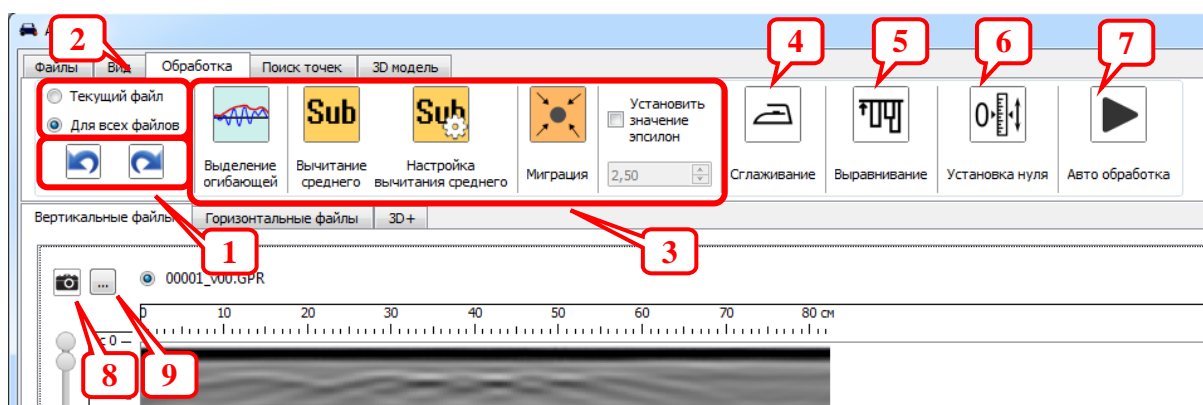 А
2
4
5
6
7
Файлы Вид Обработка Поиск точек 3D модель
Текущий файл
Для всех файлов
Sub
Sub
Установить
значение
эпсилон
0
Выделение
огибающей
Вычитание
среднего
Настройка
вычитания среднего
Миграция
2,50
Сглаживание
Выравнивание
Установка нуля
Авто обработка
Вертикальные файлы Горизонтальные файлы 3D+
1
3
... 00001_v00.GPR
0 10 20 30 40 50 60 70 80 см
с 0
8
9